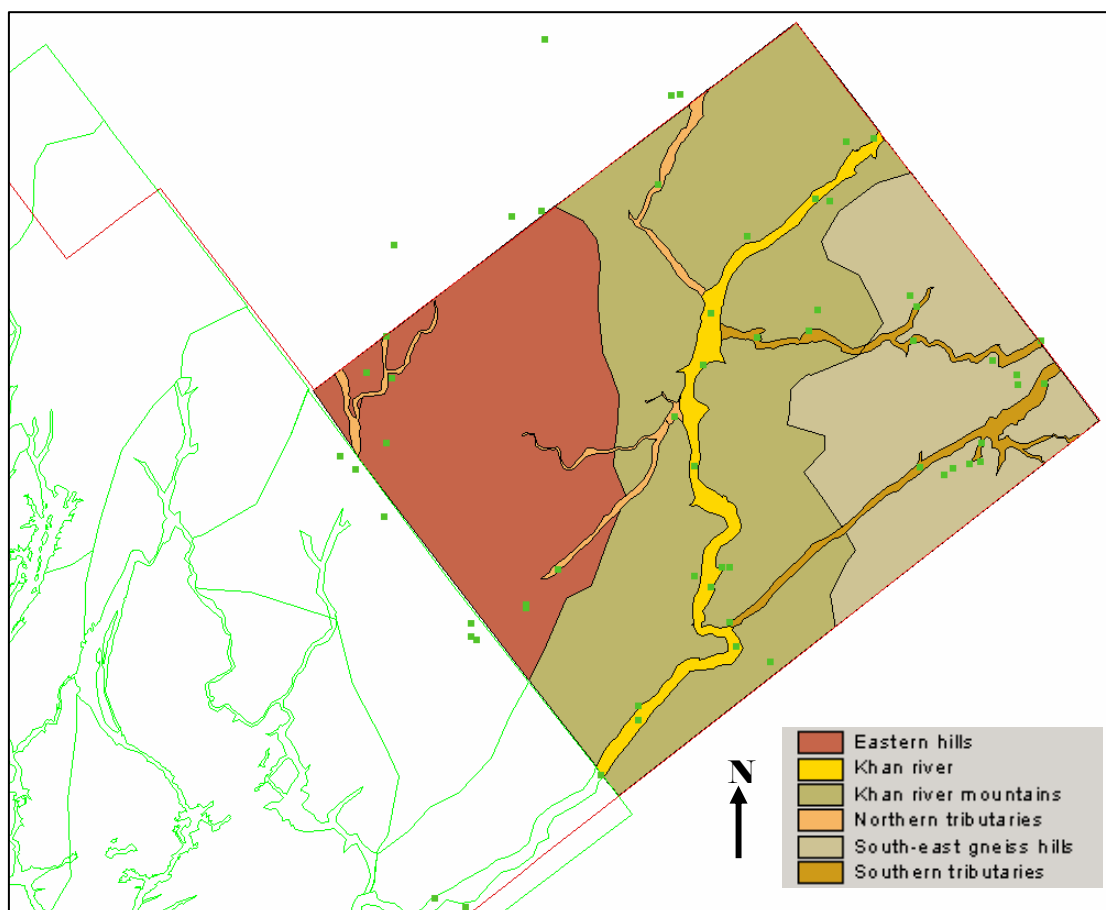 N
Eastern hills
Khan river
Khan river mountains
Northern tributaries
South-east gneiss hills
Southern tributaries